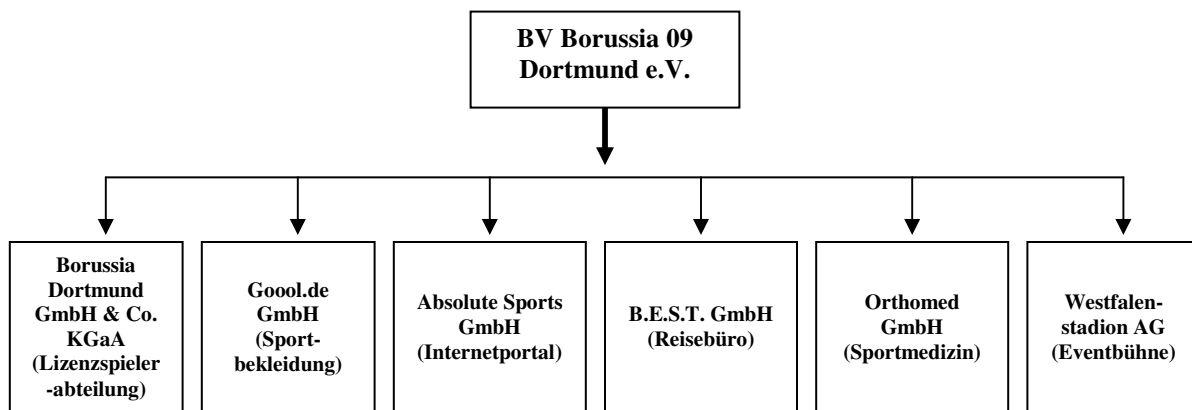 BV Borussia 09
Dortmund e.V.
Borussia
Dortmund
GmbH & Co.
KGaA
(Lizenzspieler
-abteilung)
Goool.de
GmbH
(Sport-
bekleidung)
Absolute Sports
GmbH
(Internetportal)
B.E.S.T. GmbH
(Reisebüro)
Orthomed
GmbH
(Sportmedizin)
Westfalen-
stadion AG
(Eventbühne)